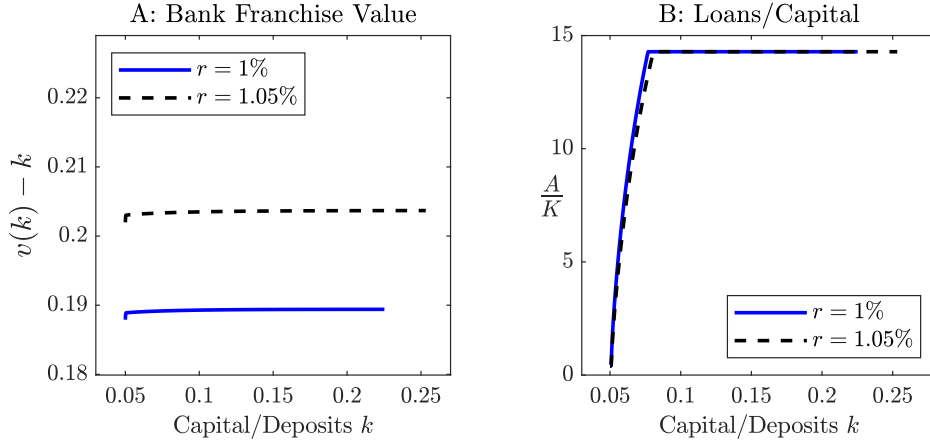 A: Bank Franchise Value
v(k) − k
0.22
0.21
0.2
0.19
0.18
r = 1%
r = 1.05%
0.05 0.1 0.15 0.2 0.25
Capital/Deposits k
B: Loans/Capital
A/K
15
10
5
0
r = 1%
r = 1.05%
0.05 0.1 0.15 0.2 0.25
Capital/Deposits k